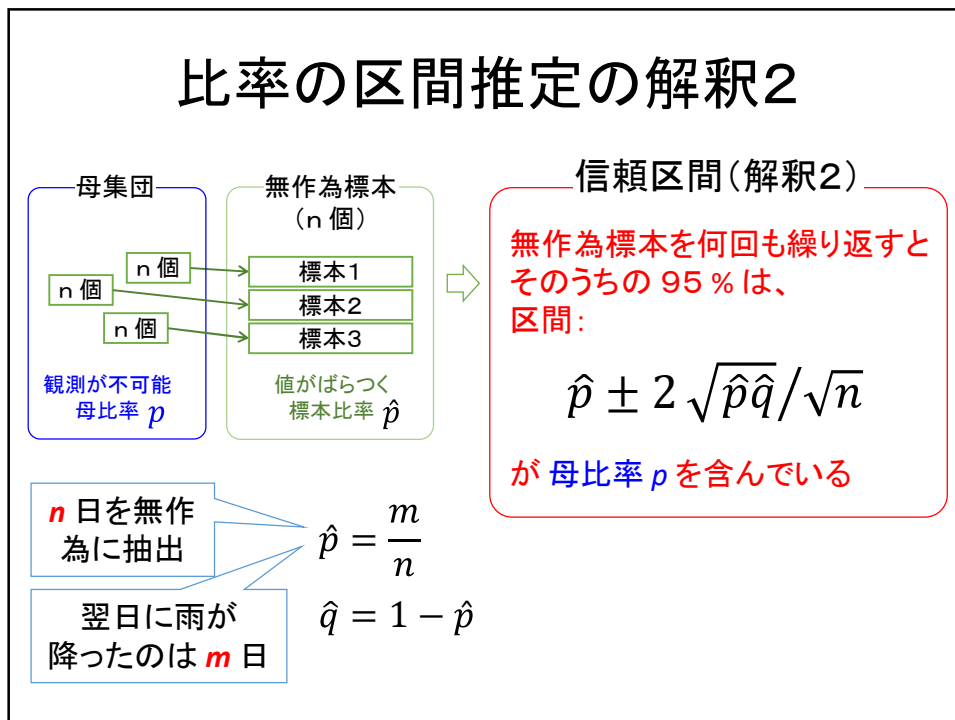 比率の区間推定の解釈２
母集団
n 個
n 個
n 個
観測が不可能
母比率 p
無作為標本
（n 個）
標本１
標本２
標本３
値がばらつく
標本比率 p̂
信頼区間（解釈２）
無作為標本を何回も繰り返すと
そのうちの 95 % は、
区間：
p̂ ± 2 √(p̂q̂)/√n
が 母比率 p を含んでいる
n 日を無作
為に抽出
翌日に雨が
降ったのは m 日
p̂ = m/n
q̂ = 1 − p̂